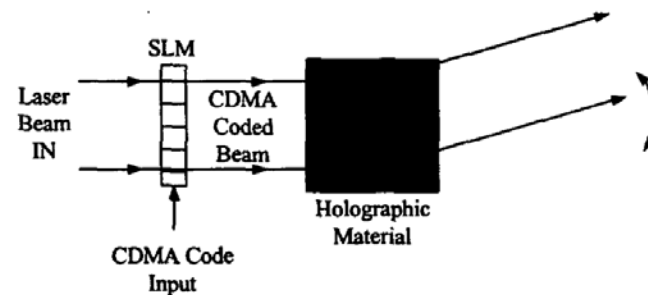 SLM
Laser
Beam
IN
CDMA
Coded
Beam
Holographic
Material
CDMA Code
Input